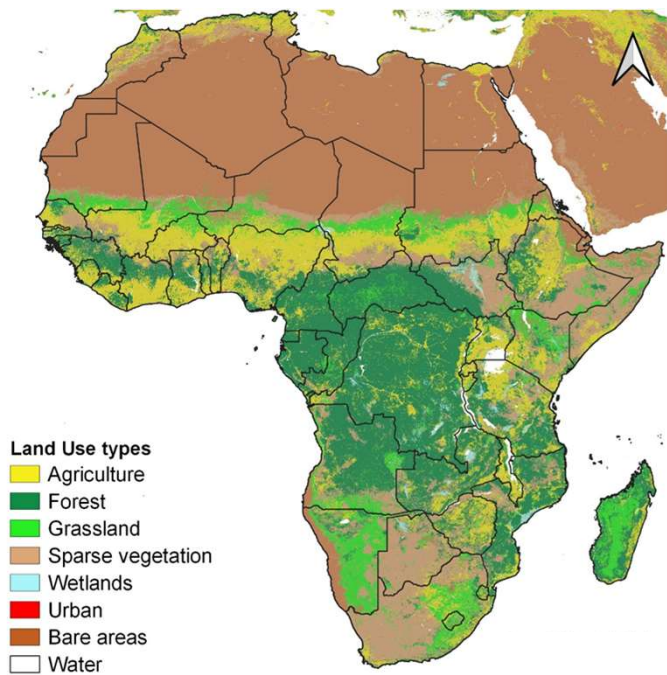 Land Use types
Agriculture
Forest
Grassland
Sparse vegetation
Wetlands
Urban
Bare areas
Water